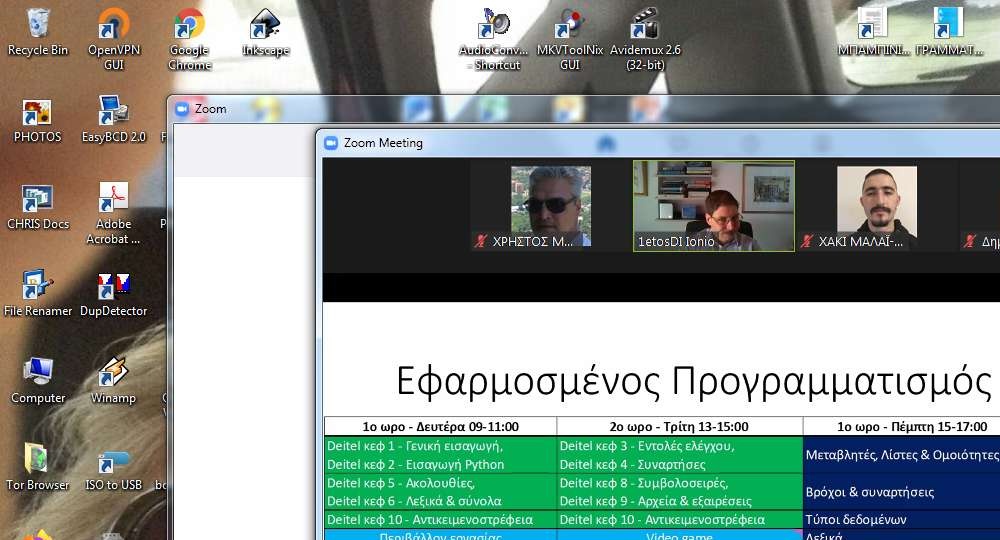 Recycle Bin
OpenVPN GUI
Google Chrome
Inkscape
AudioConv... - Shortcut
MKVToolNix GUI
Avidemux 2.6 (32-bit)
ΜΠΑΜΠΙΝΙ...
ΓΡΑΜΜΑΤ...
PHOTOS
EasyBCD 2.0
CHRIS Docs
Adobe Acrobat ...
File Renamer
DupDetector
Computer
Winamp
Tor Browser
ISO to USB
Zoom
Zoom Meeting
ΧΡΗΣΤΟΣ Μ...
1etosDI Ionio
ΧΑΚΙ ΜΑΛΑΪ-...
Εφαρμοσμένος Προγραμματισμός
1ο ωρο - Δευτέρα 09-11:00
2ο ωρο - Τρίτη 13-15:00
1ο ωρο - Πέμπτη 15-17:00
Deitel κεφ 1 - Γενική εισαγωγή,
Deitel κεφ 2 - Εισαγωγή Python
Deitel κεφ 3 - Εντολές ελέγχου,
Deitel κεφ 4 - Συναρτήσες
Μεταβλητές, Λίστες & Ομοιότητες
Deitel κεφ 5 - Ακολουθίες,
Deitel κεφ 6 - Λεξικά & σύνολα
Deitel κεφ 8 - Συμβολοσειρές,
Deitel κεφ 9 - Αρχεία & εξαιρέσεις
Βρόχοι & συναρτήσεις
Deitel κεφ 10 - Αντικειμενοστρέφεια
Deitel κεφ 10 - Αντικειμενοστρέφεια
Τύποι δεδομένων
Περιβάλλον εργασίας
Video game
Λεξικά